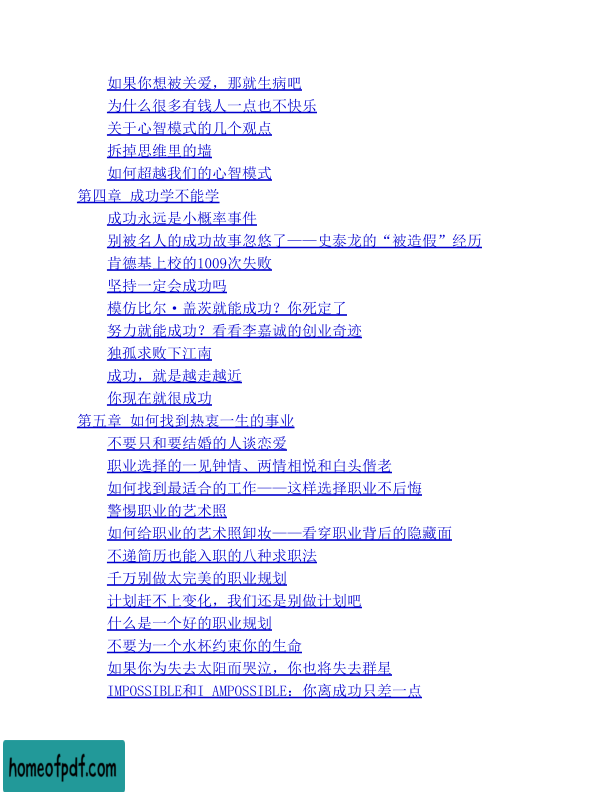 如果你想被关爱，那就生病吧
为什么很多有钱人一点也不快乐
关于心智模式的几个观点
拆掉思维里的墙
如何超越我们的心智模式
第四章 成功学不能学
成功永远是小概率事件
别被名人的成功故事忽悠了——史泰龙的“被造假”经历
肯德基上校的1009次失败
坚持一定会成功吗
模仿比尔·盖茨就能成功？你死定了
努力就能成功？看看李嘉诚的创业奇迹
独孤求败下江南
成功，就是越走越近
你现在就很成功
第五章 如何找到热衷一生的事业
不要只和要结婚的人谈恋爱
职业选择的一见钟情、两情相悦和白头偕老
如何找到最适合的工作——这样选择职业不后悔
警惕职业的艺术照
如何给职业的艺术照卸妆——看穿职业背后的隐藏面
不递简历也能入职的八种求职法
千万别做太完美的职业规划
计划赶不上变化，我们还是别做计划吧
什么是一个好的职业规划
不要为一个水杯约束你的生命
如果你为失去太阳而哭泣，你也将失去群星
IMPOSSIBLE和I AMPOSSIBLE：你离成功只差一点
homeofpdf.com